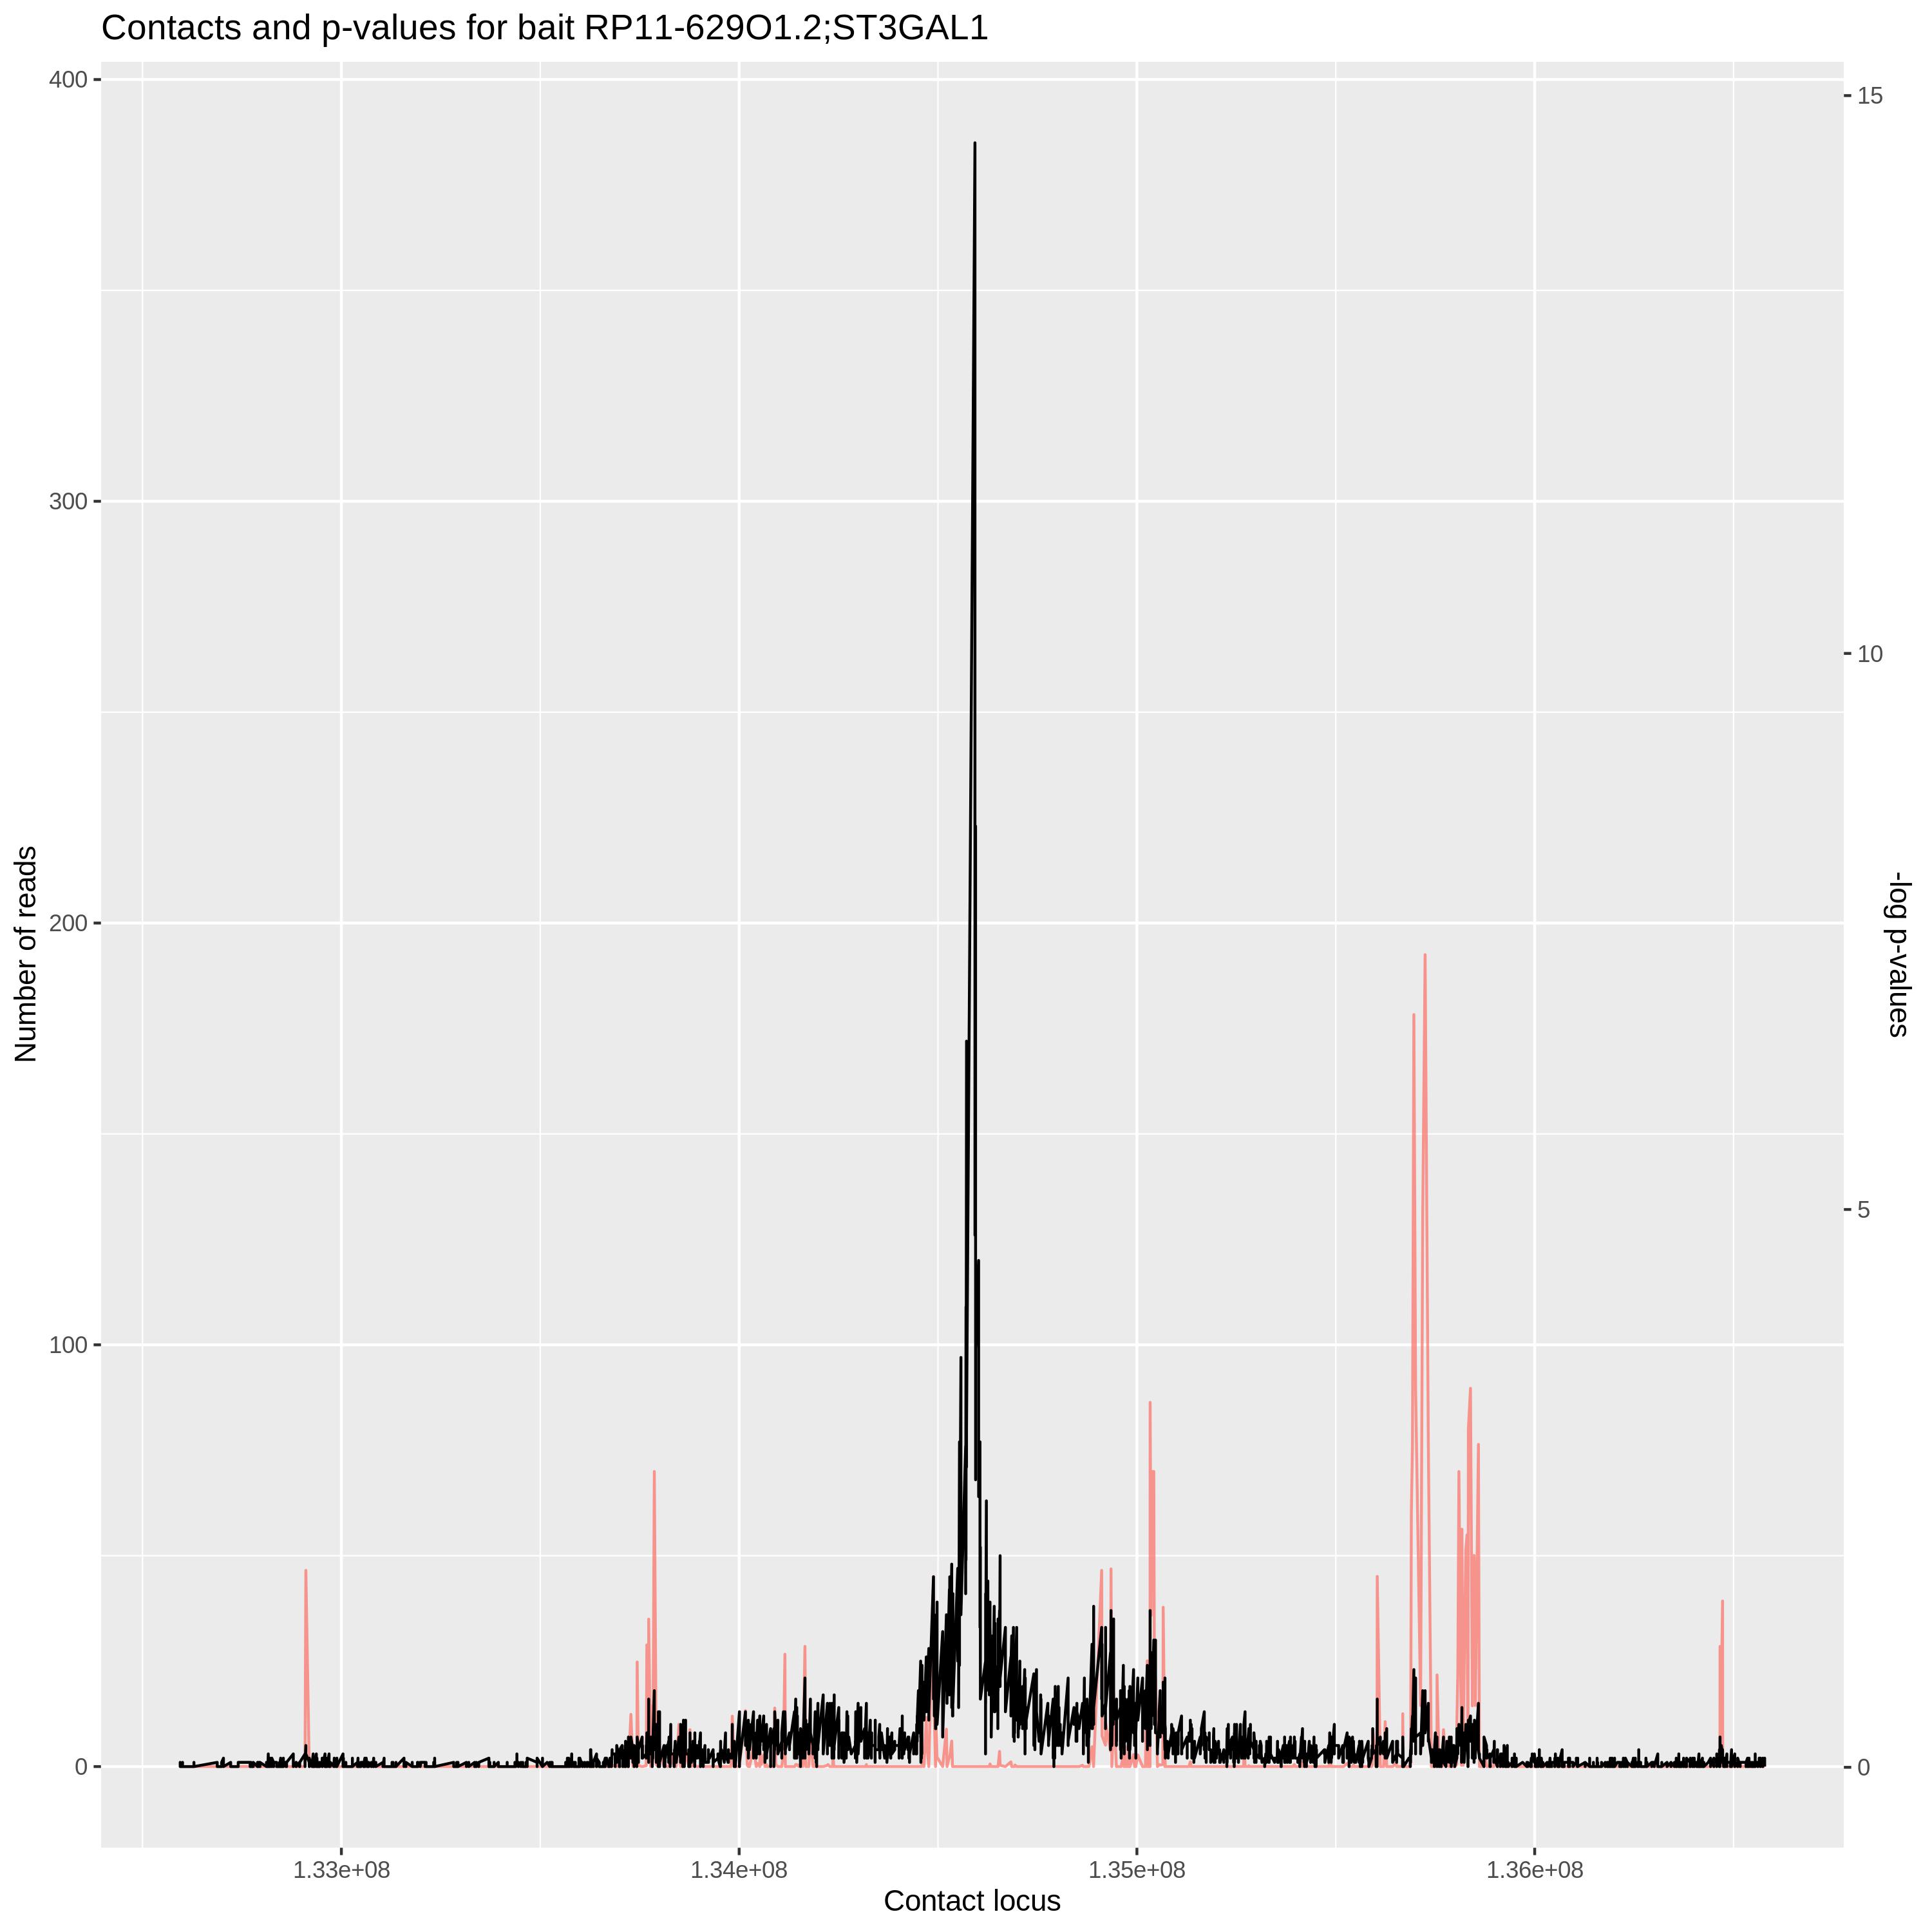 Contacts and p-values for bait RP11-629O1.2;ST3GAL1
400
300
200
100
0
Number of reads
15
10
5
0
-log p-values
1.33e+08
1.34e+08
1.35e+08
1.36e+08
Contact locus